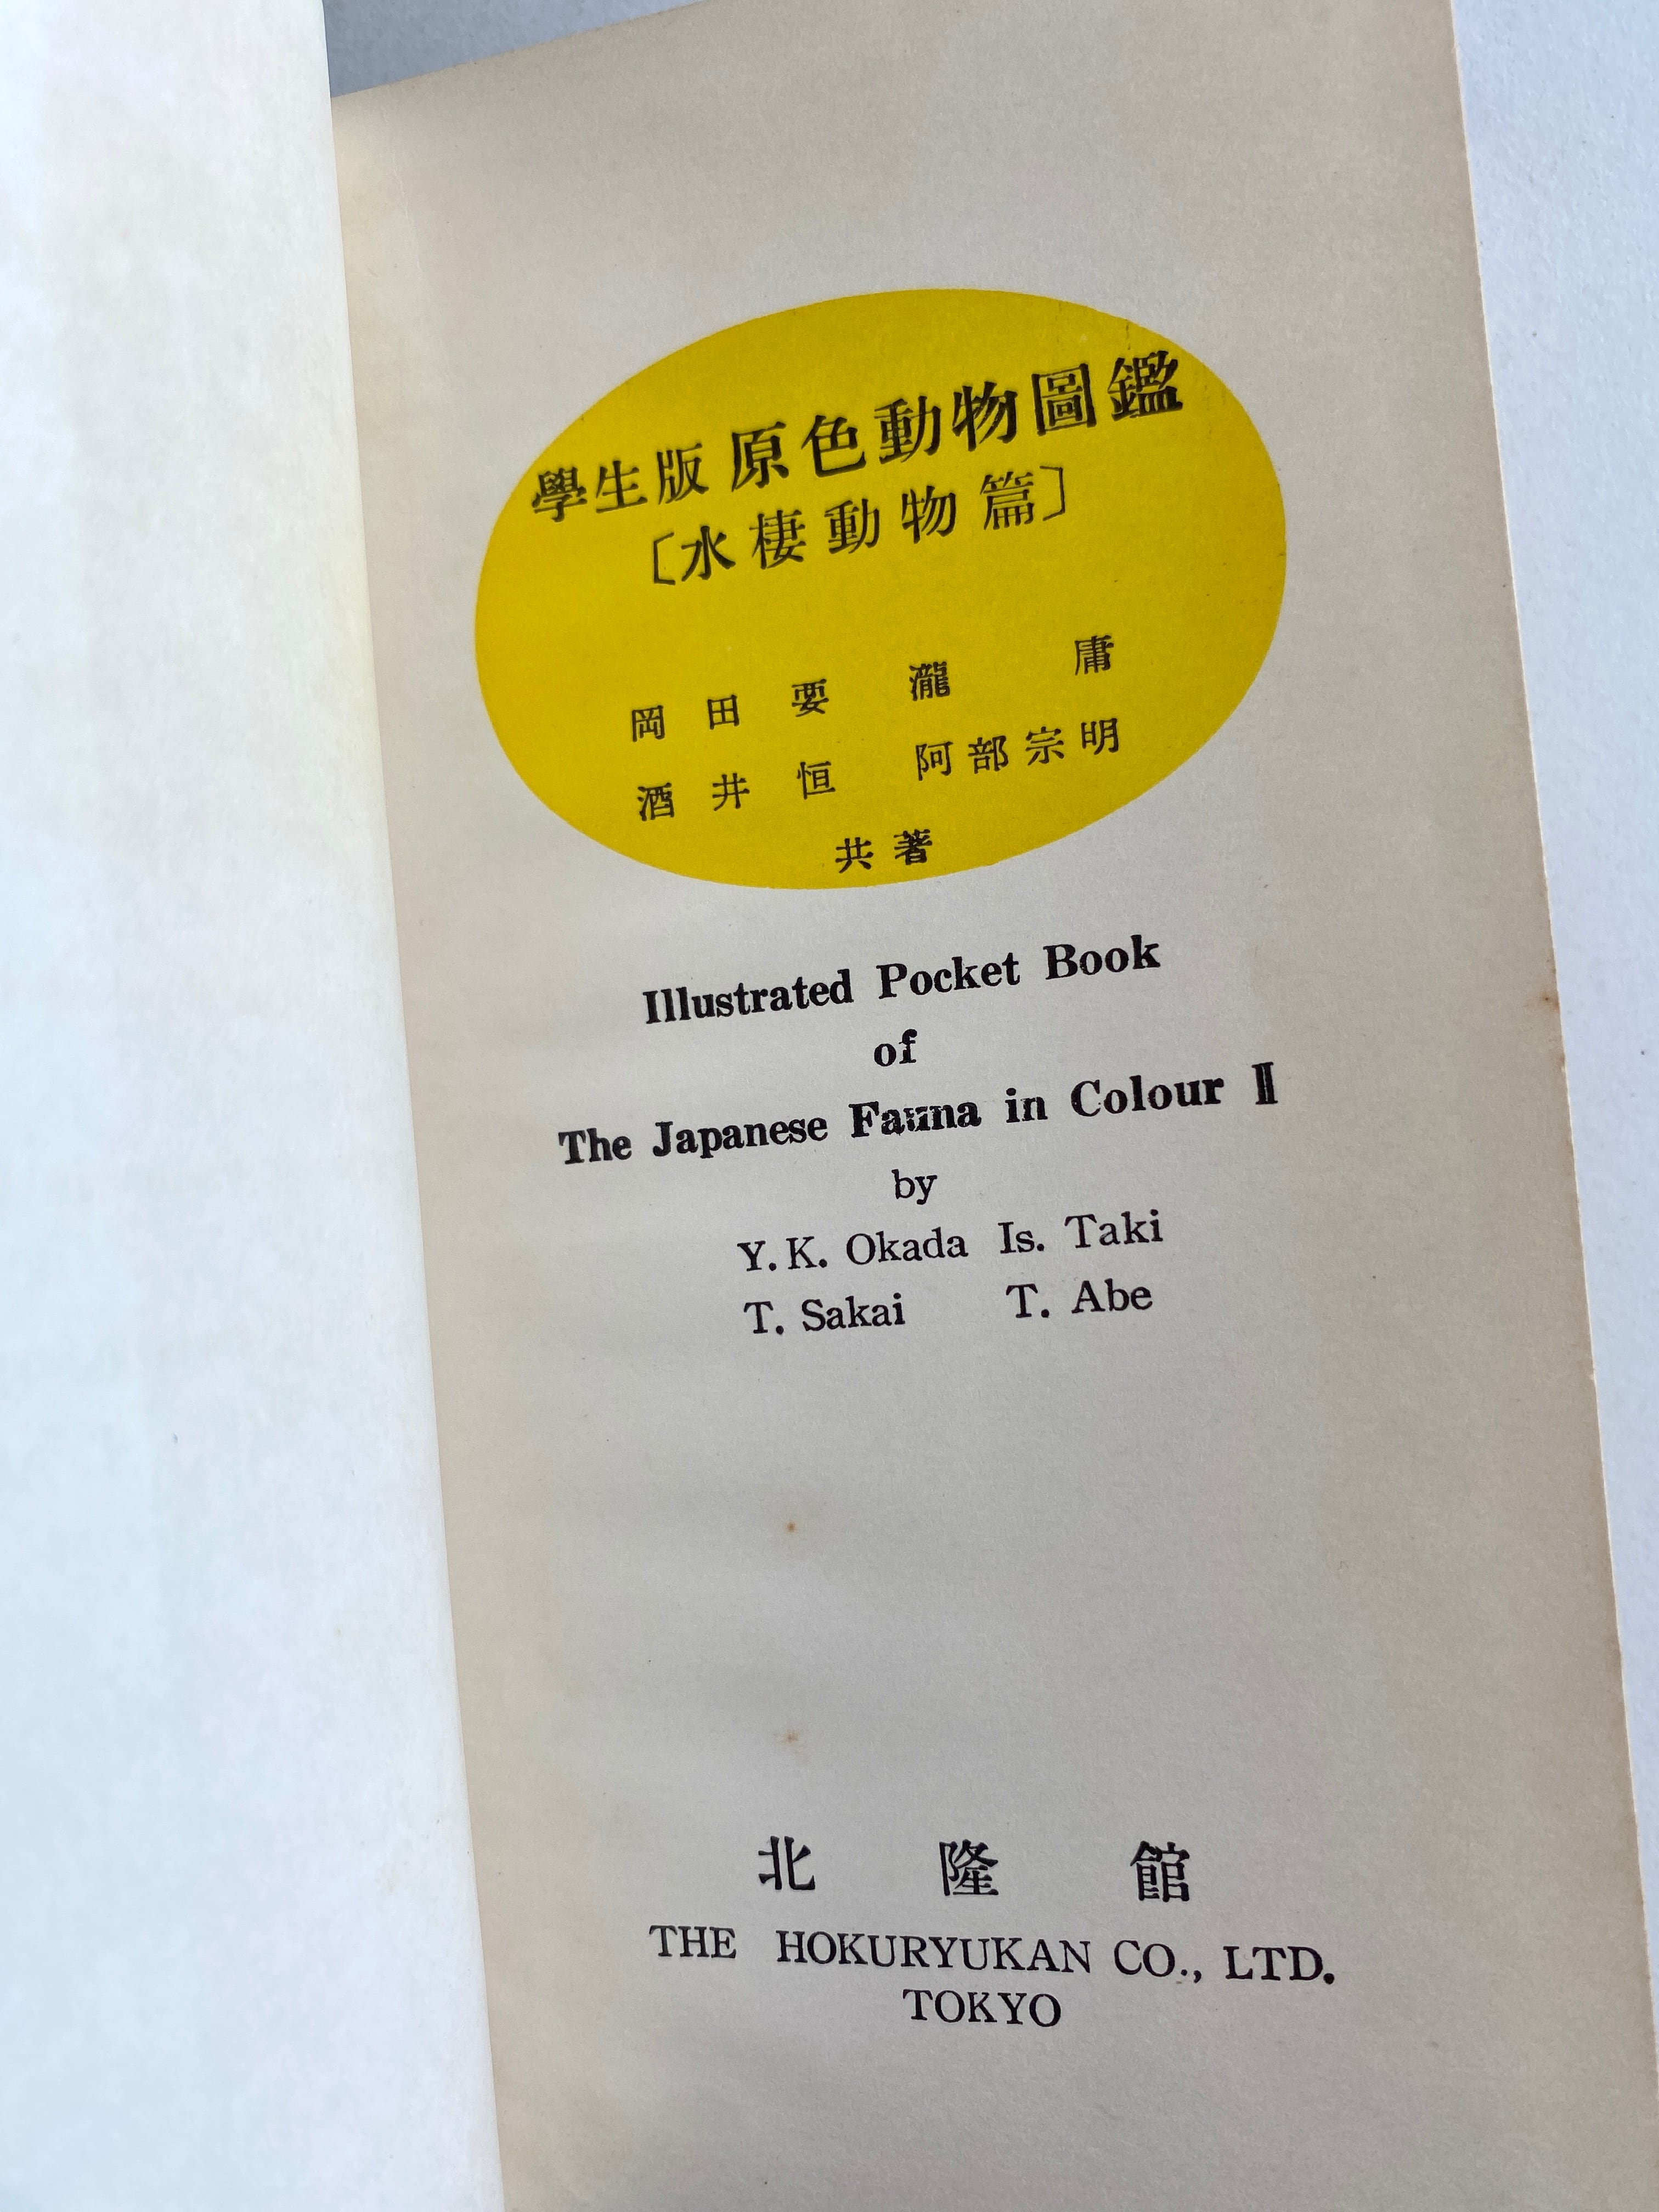 學生版 原色動物圖鑑
〔水棲動物篇〕
岡田要 瀧庸
酒井恒 阿部宗明
共著
Illustrated Pocket Book
of
The Japanese Fauna in Colour Ⅱ
by
Y. K. Okada Is. Taki
T. Sakai T. Abe
北隆館
THE HOKURYUKAN CO., LTD.
TOKYO